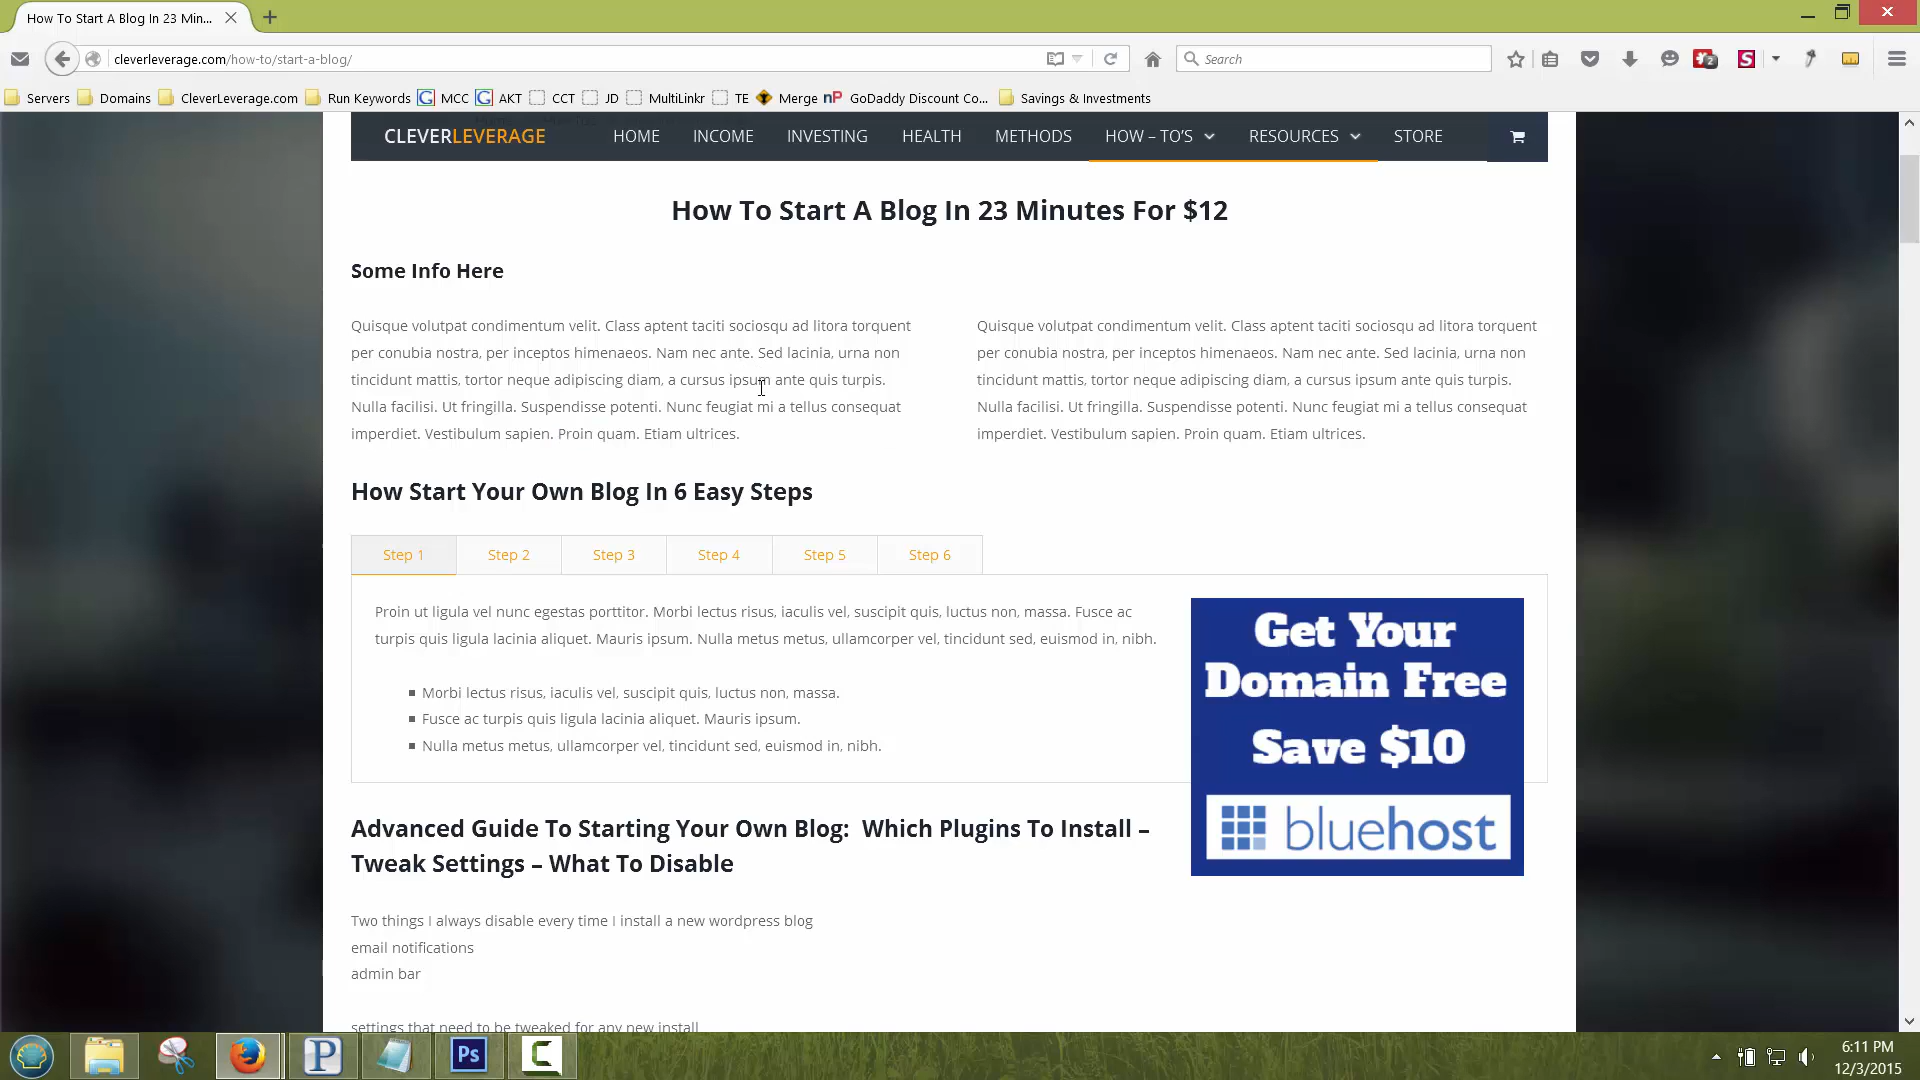 How To Start A Blog In 23 Min...
cleverleverage.com/how-to/start-a-blog/
Search
2
Servers Domains CleverLeverage.com Run Keywords MCC AKT CCT JD MultiLinkr TE Merge nP GoDaddy Discount Co... Savings & Investments
CLEVERLEVERAGE HOME INCOME INVESTING HEALTH METHODS HOW – TO'S RESOURCES STORE
How To Start A Blog In 23 Minutes For $12
Some Info Here
Quisque volutpat condimentum velit. Class aptent taciti sociosqu ad litora torquent
per conubia nostra, per inceptos himenaeos. Nam nec ante. Sed lacinia, urna non
tincidunt mattis, tortor neque adipiscing diam, a cursus ipsum ante quis turpis.
Nulla facilisi. Ut fringilla. Suspendisse potenti. Nunc feugiat mi a tellus consequat
imperdiet. Vestibulum sapien. Proin quam. Etiam ultrices.
Quisque volutpat condimentum velit. Class aptent taciti sociosqu ad litora torquent
per conubia nostra, per inceptos himenaeos. Nam nec ante. Sed lacinia, urna non
tincidunt mattis, tortor neque adipiscing diam, a cursus ipsum ante quis turpis.
Nulla facilisi. Ut fringilla. Suspendisse potenti. Nunc feugiat mi a tellus consequat
imperdiet. Vestibulum sapien. Proin quam. Etiam ultrices.
How Start Your Own Blog In 6 Easy Steps
Step 1 Step 2 Step 3 Step 4 Step 5 Step 6
Proin ut ligula vel nunc egestas porttitor. Morbi lectus risus, iaculis vel, suscipit quis, luctus non, massa. Fusce ac
turpis quis ligula lacinia aliquet. Mauris ipsum. Nulla metus metus, ullamcorper vel, tincidunt sed, euismod in, nibh.
Morbi lectus risus, iaculis vel, suscipit quis, luctus non, massa.
Fusce ac turpis quis ligula lacinia aliquet. Mauris ipsum.
Nulla metus metus, ullamcorper vel, tincidunt sed, euismod in, nibh.
Get Your
Domain Free
Save $10
bluehost
Advanced Guide To Starting Your Own Blog: Which Plugins To Install –
Tweak Settings – What To Disable
Two things I always disable every time I install a new wordpress blog
email notifications
admin bar
settings that need to be tweaked for any new install
P Ps C
6:11 PM
12/3/2015